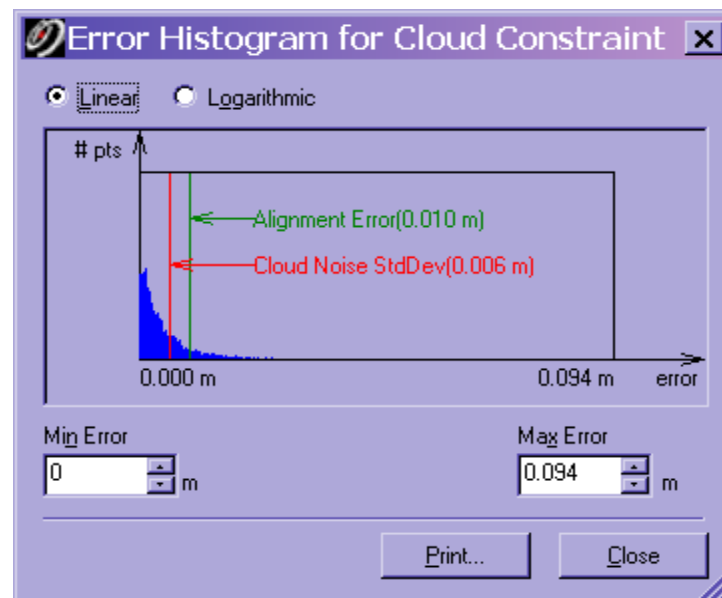 Error Histogram for Cloud Constraint
Linear Logarithmic
# pts
Alignment Error(0.010 m)
Cloud Noise StdDev(0.006 m)
0.000 m 0.094 m error
Min Error Max Error
0 m 0.094 m
Print... Close